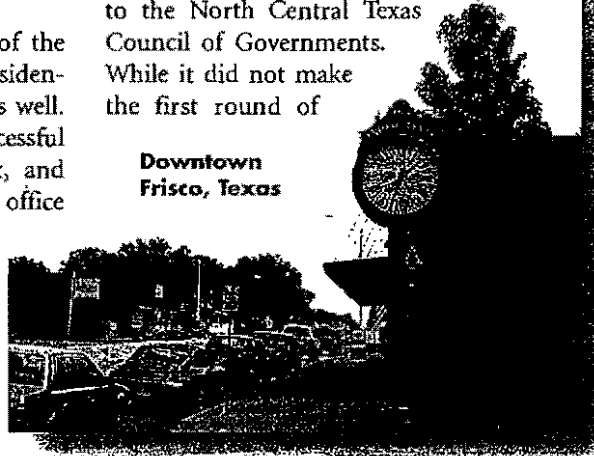 of the
siden-
s well.
cessful
, and
office
to the North Central Texas
Council of Governments.
While it did not make
the first round of
Downtown
Frisco, Texas